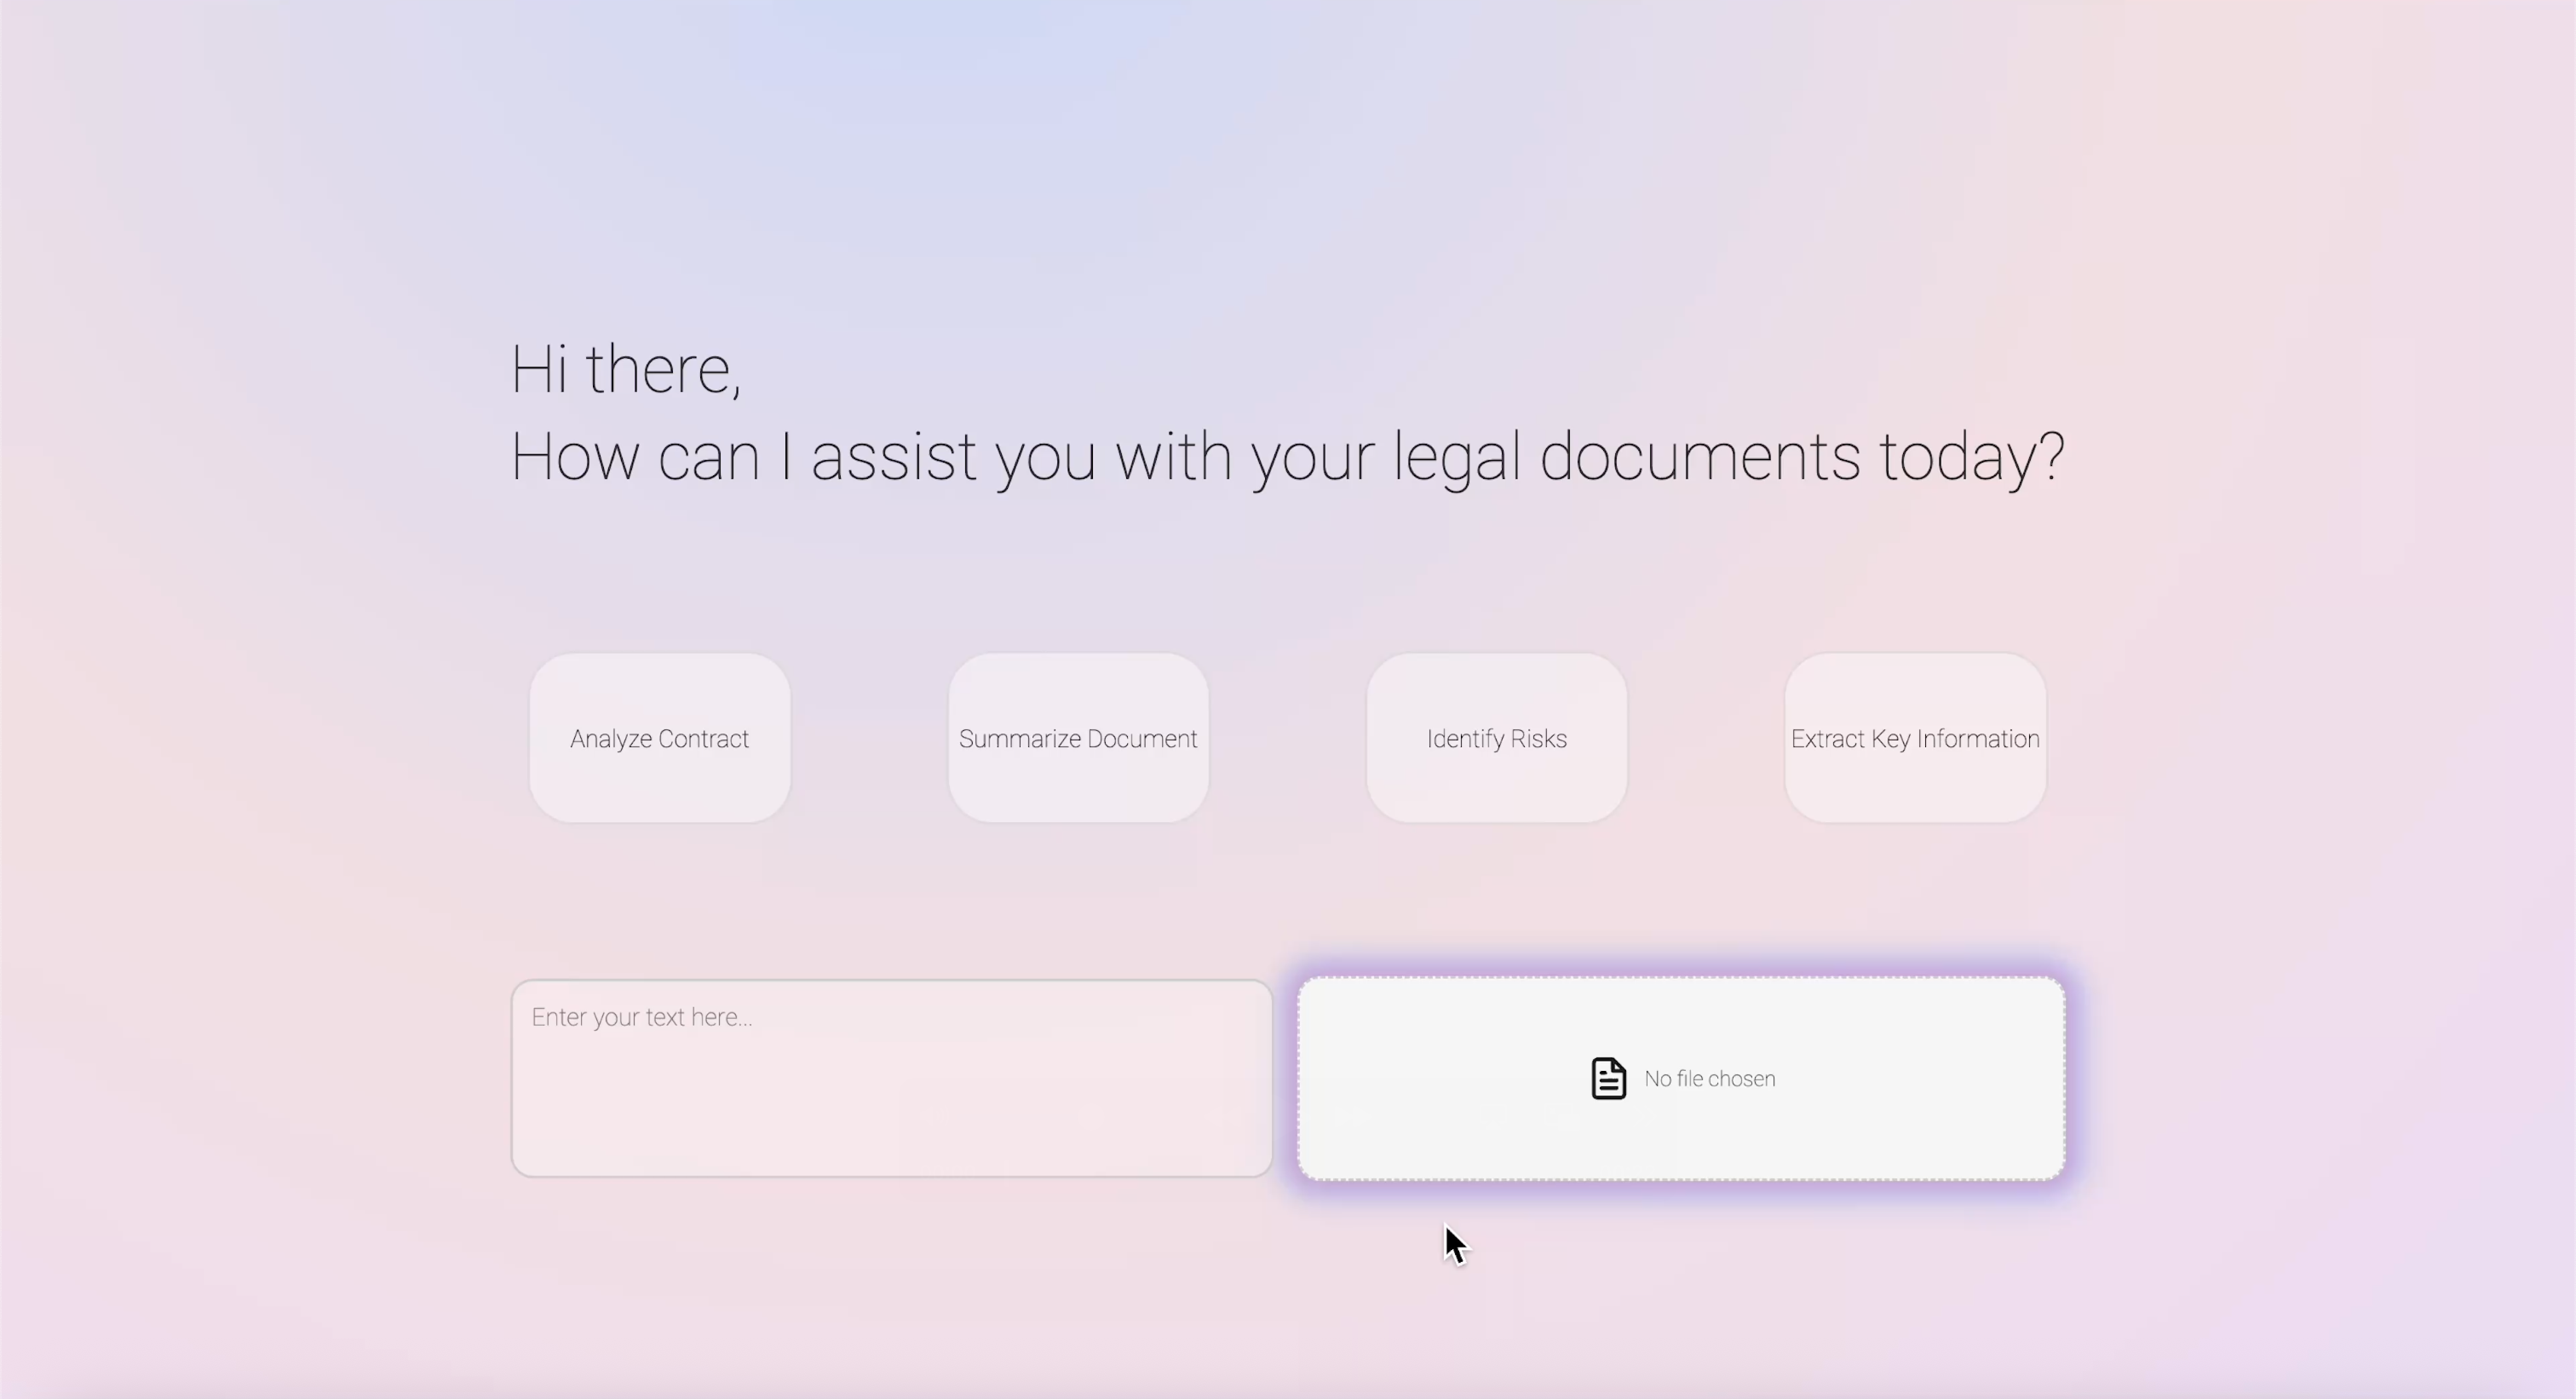 Hi there,
How can I assist you with your legal documents today?
Analyze Contract
Summarize Document
Identify Risks
Extract Key Information
Enter your text here...
No file chosen